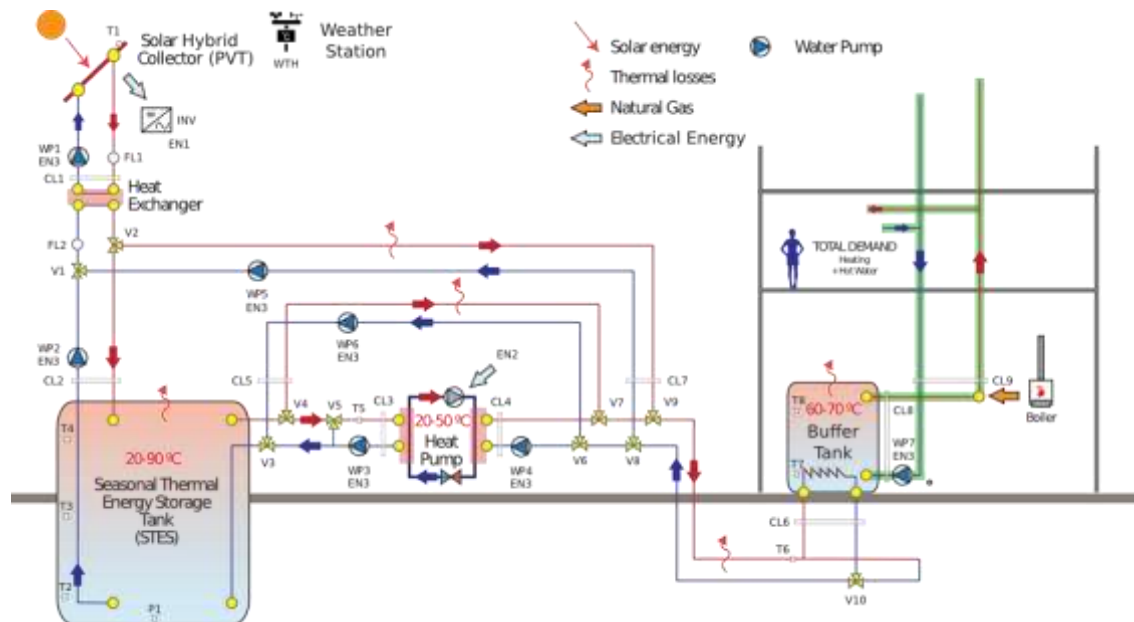 T1
Solar Hybrid
Collector (PVT)
WTH
Weather
Station
Solar energy
Thermal losses
Natural Gas
Electrical Energy
Water Pump
INV
EN1
WP1
EN3
FL1
CL1
Heat
Exchanger
FL2
V2
V1
WP5
EN3
TOTAL DEMAND
Heating
+Hot Water
WP2
EN3
WP6
EN3
EN2
CL2
CL5
CL7
CL9
Boiler
V4
V5
T5
CL3
20-50 ºC
Heat
Pump
CL4
V7
V9
T8
60-70 ºC
CL8
Buffer
Tank
T4
V3
WP3
EN3
WP4
EN3
V6
V8
T7
WP7
EN3
20-90 ºC
Seasonal Thermal
Energy Storage
Tank
(STES)
T3
CL6
T6
T2
P1
V10